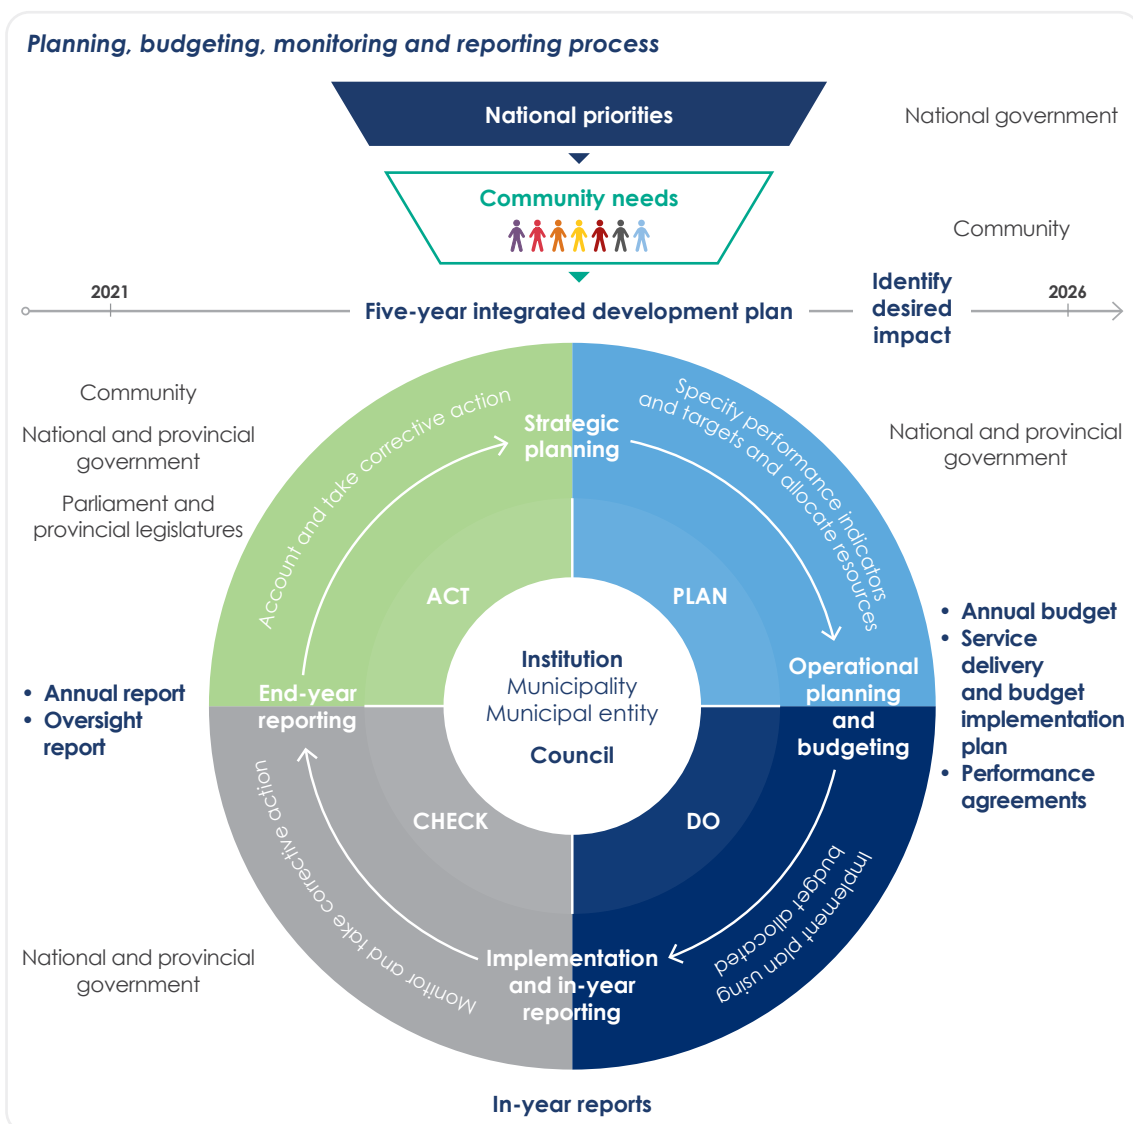 Planning, budgeting, monitoring and reporting process
National priorities
National government
Community needs
Community
2021
Five-year integrated development plan
Identify
desired
impact
2026
Community
National and provincial
government
Parliament and
provincial legislatures
Account and take corrective action
Strategic
planning
Specify performance indicators
and targets and allocate resources
National and provincial
government
ACT
PLAN
Institution
Municipality
Municipal entity
Council
• Annual report
• Oversight
report
End-year
reporting
Operational
planning
and
budgeting
• Annual budget
• Service
delivery
and budget
implementation
plan
• Performance
agreements
CHECK
DO
Monitor and take corrective action
Implement plan using
budget allocated
National and provincial
government
Implementation
and in-year
reporting
In-year reports